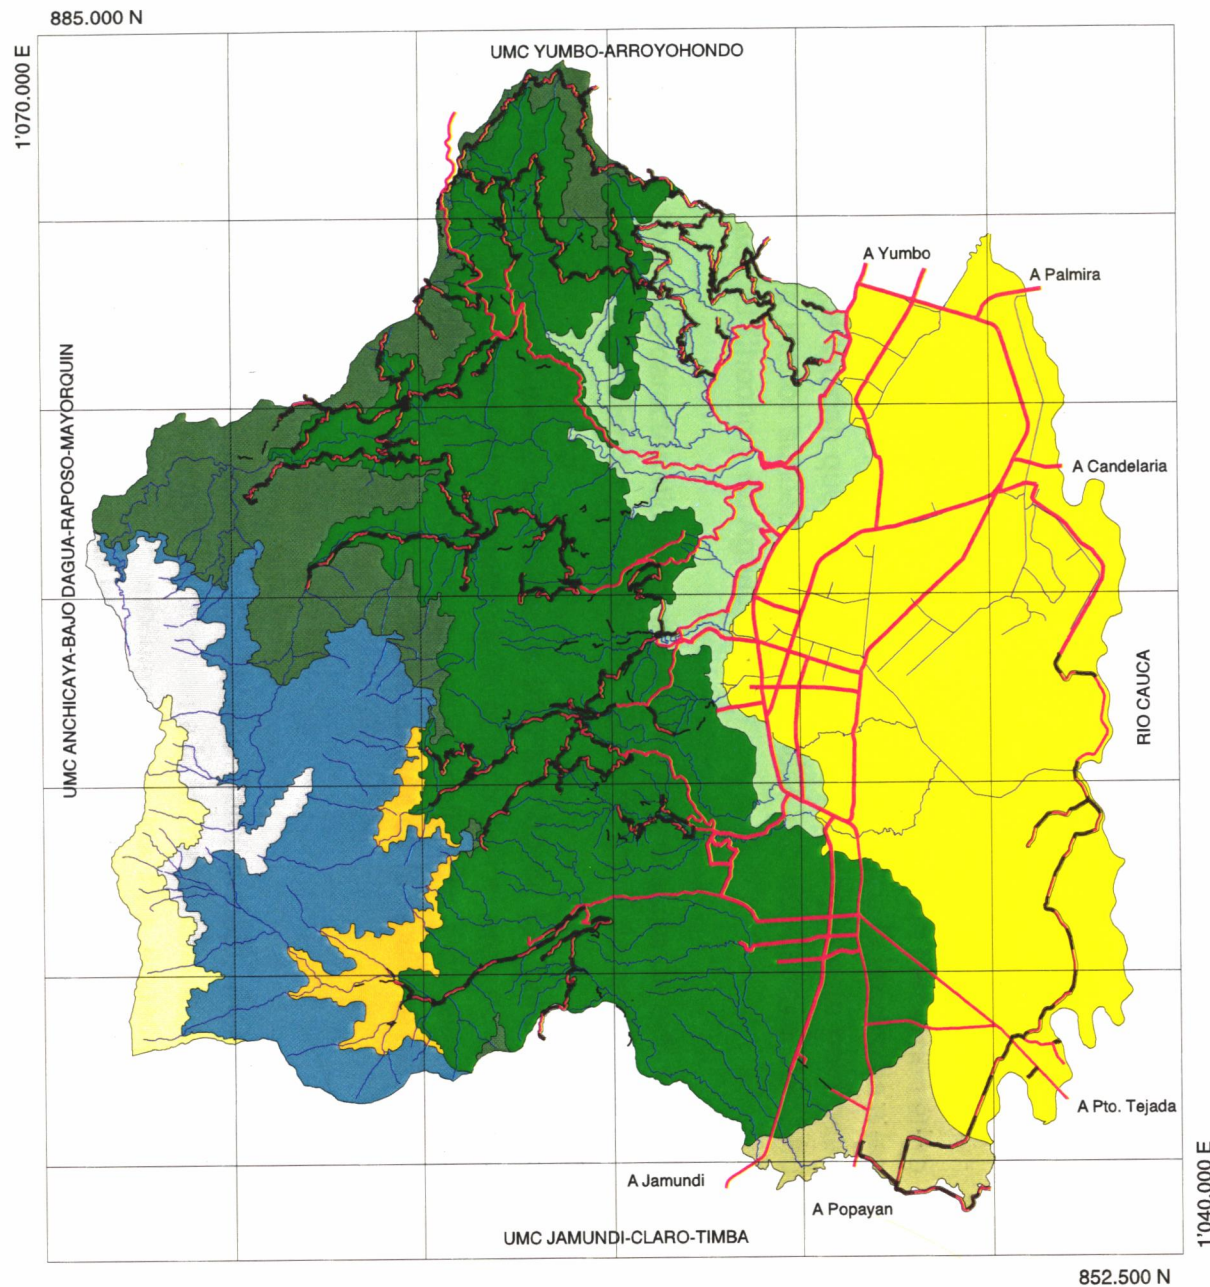 885.000 N
1'070.000 E
UMC YUMBO-ARROYOHONDO
A Yumbo
A Palmira
UMC ANCHICAYA-BAJO DAGUA-RAPOSO-MAYORQUIN
A Candelaria
RIO CAUCA
A Pto. Tejada
A Jamundi
A Popayan
UMC JAMUNDI-CLARO-TIMBA
1'040.000 E
852.500 N